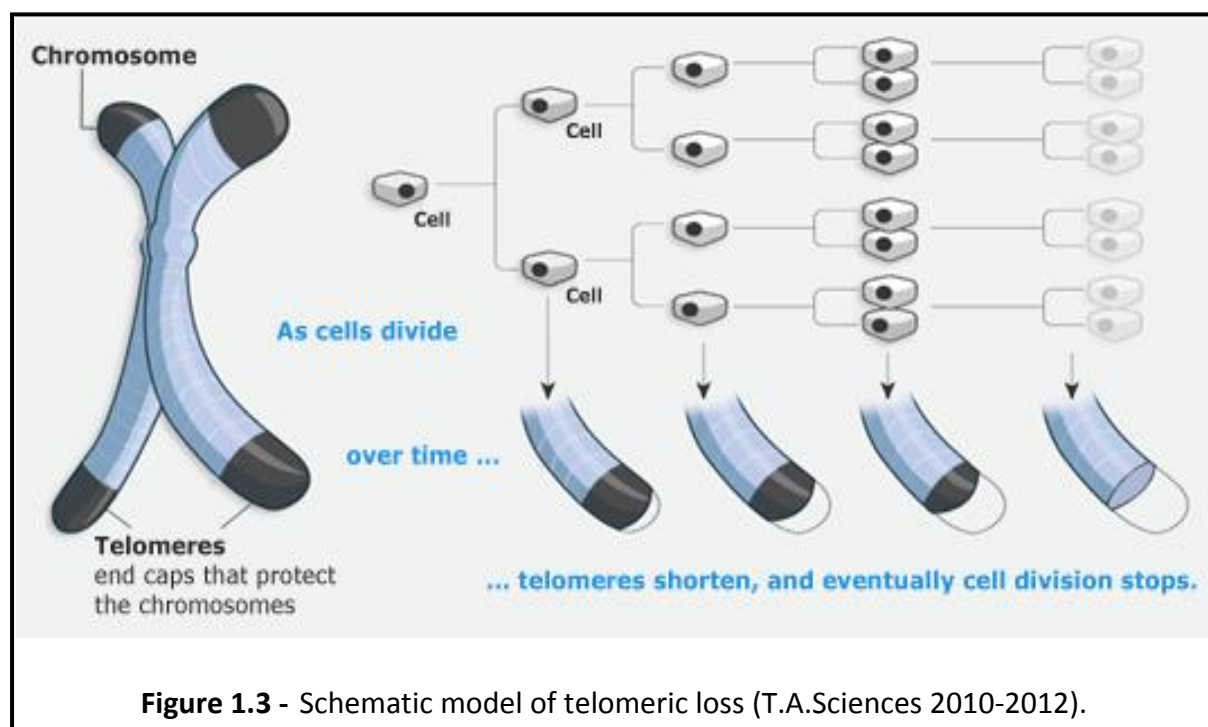 Chromosome
Cell
Cell
Cell
As cells divide
over time ...
Telomeres
end caps that protect
the chromosomes
... telomeres shorten, and eventually cell division stops.
Figure 1.3 - Schematic model of telomeric loss (T.A.Sciences 2010-2012).